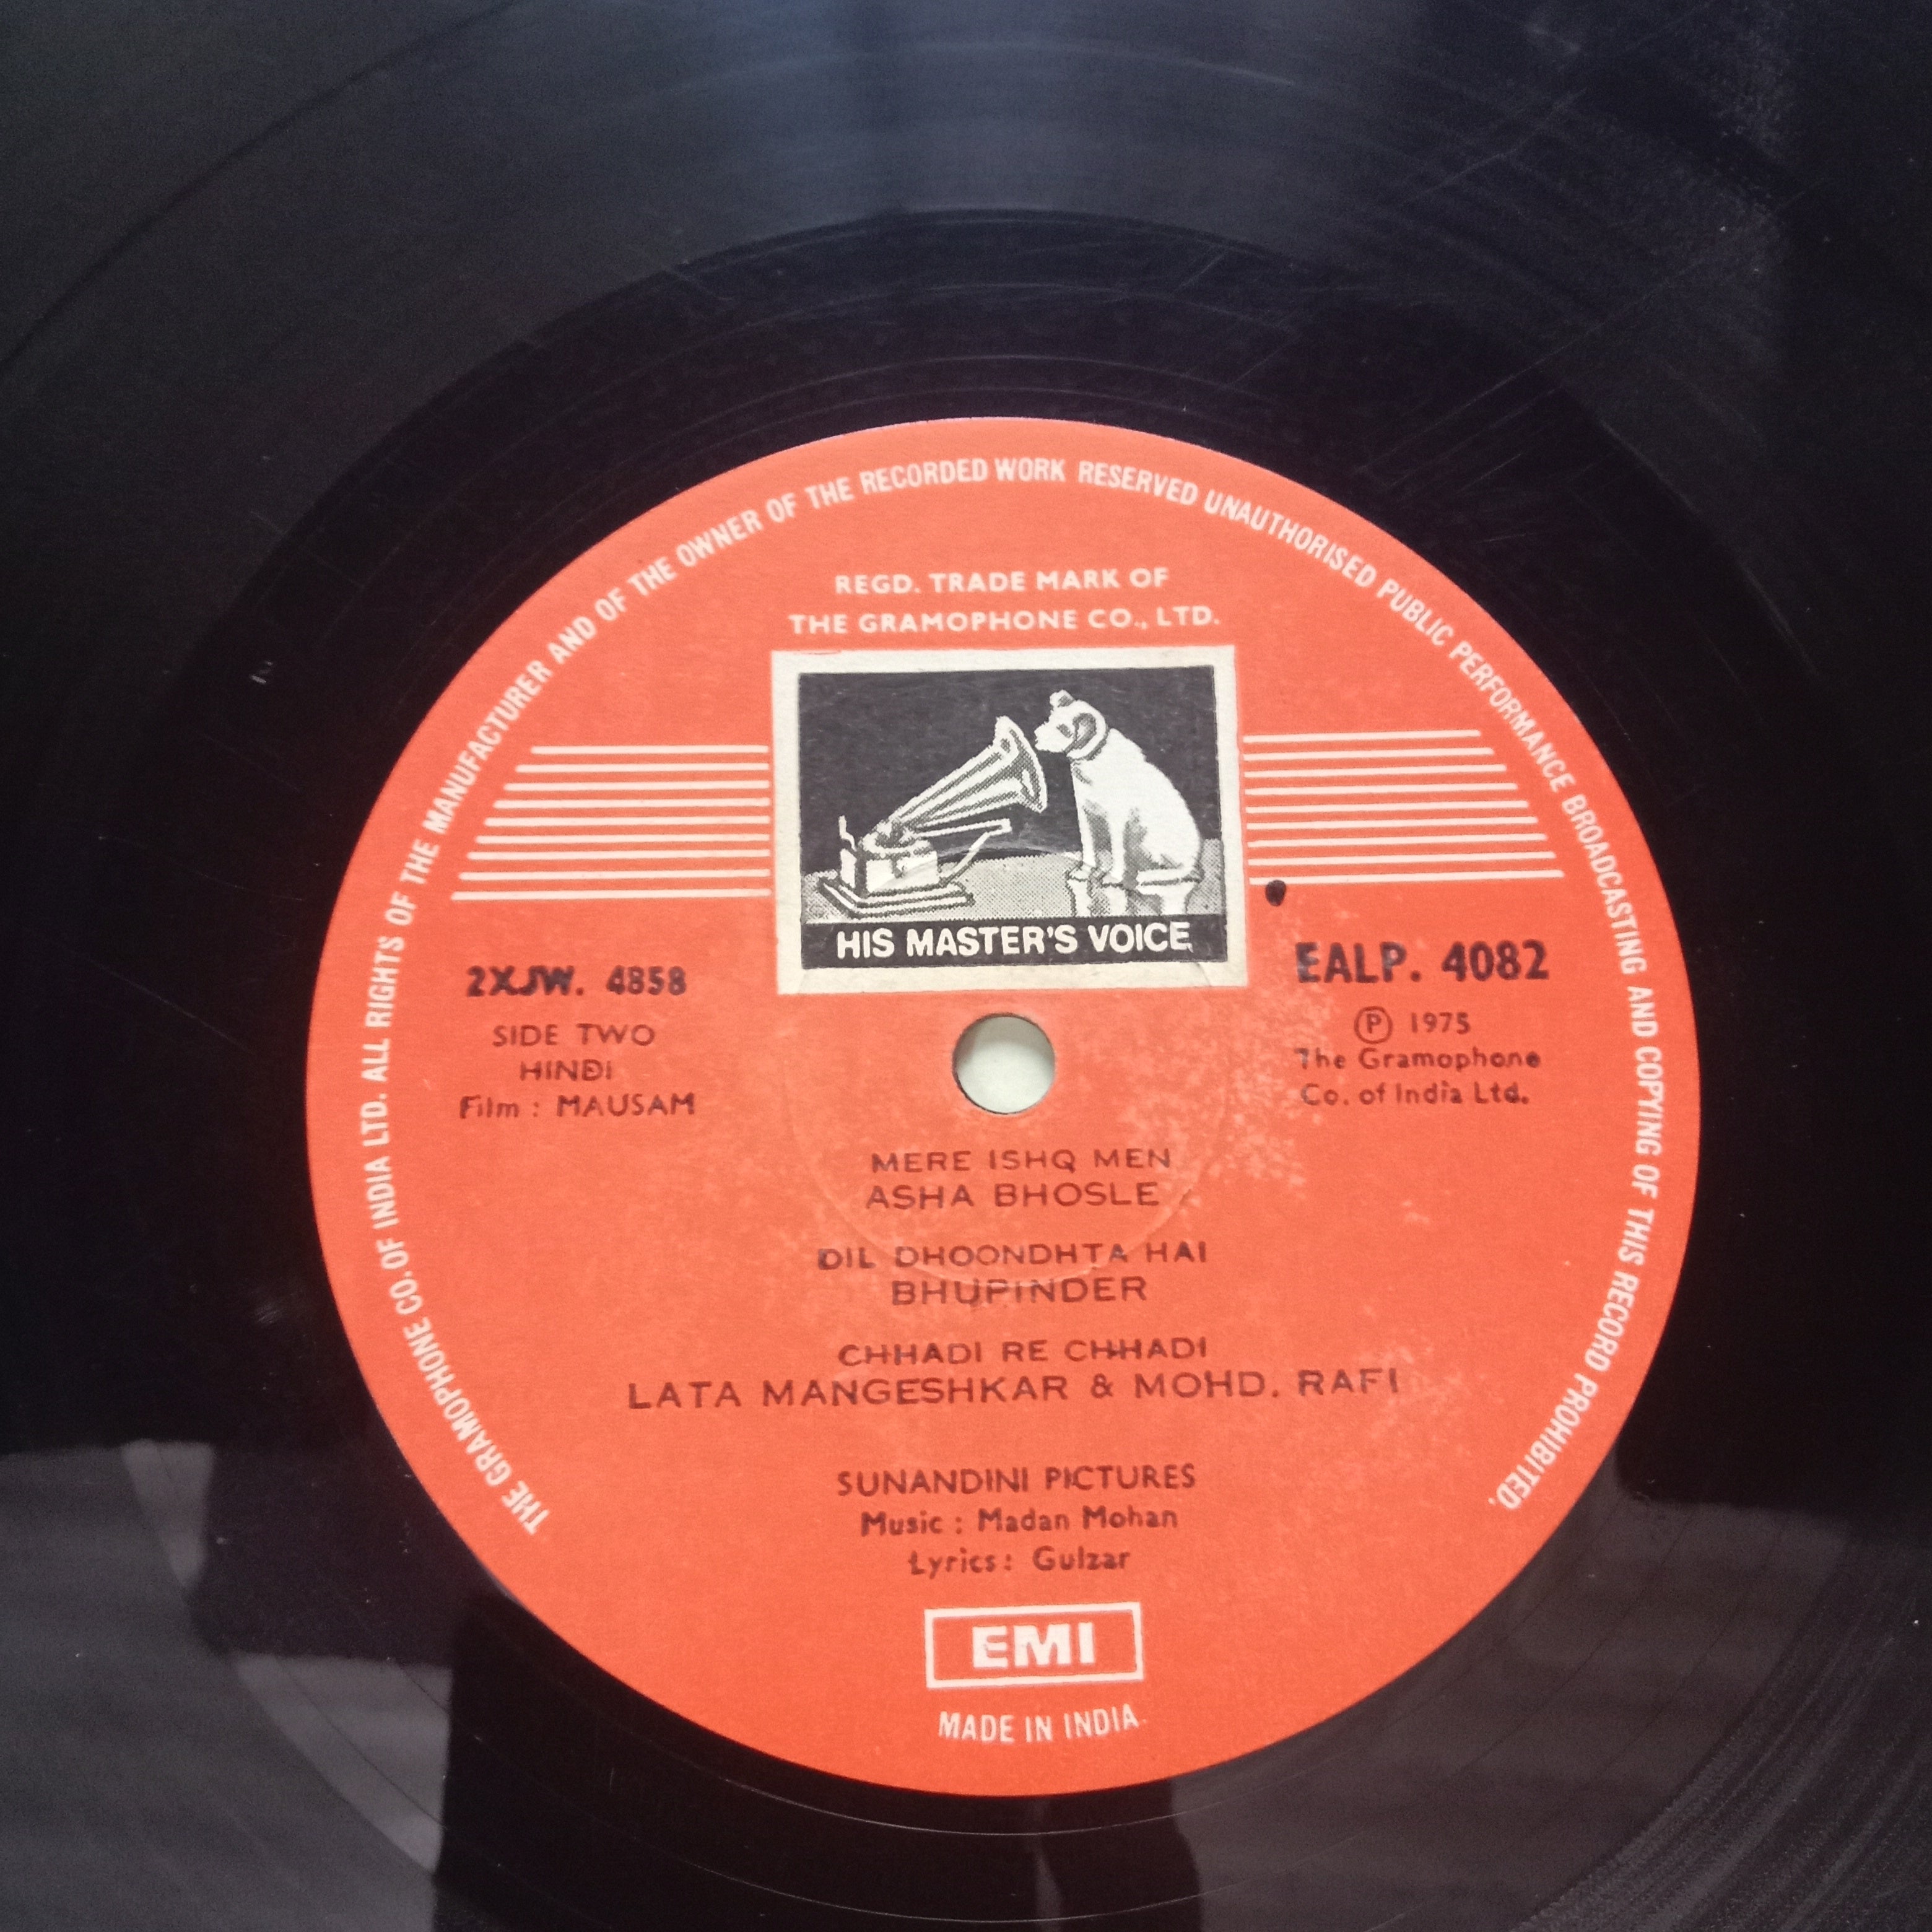 THE GRAMOPHONE CO. OF INDIA LTD. ALL RIGHTS OF THE MANUFACTURER AND OF THE OWNER OF THE RECORDED WORK RESERVED UNAUTHORISED PUBLIC PERFORMANCE BROADCASTING AND COPYING OF THIS RECORD PROHIBITED.
REGD. TRADE MARK OF
THE GRAMOPHONE CO., LTD.
HIS MASTER'S VOICE
2XJW. 4858
SIDE TWO
HINDI
Film : MAUSAM
EALP. 4082
Ⓟ 1975
The Gramophone
Co. of India Ltd.
MERE ISHQ MEN
ASHA BHOSLE
DIL DHOONDHTA HAI
BHUPINDER
CHHADI RE CHHADI
LATA MANGESHKAR & MOHD. RAFI
SUNANDINI PICTURES
Music : Madan Mohan
Lyrics : Gulzar
EMI
MADE IN INDIA.